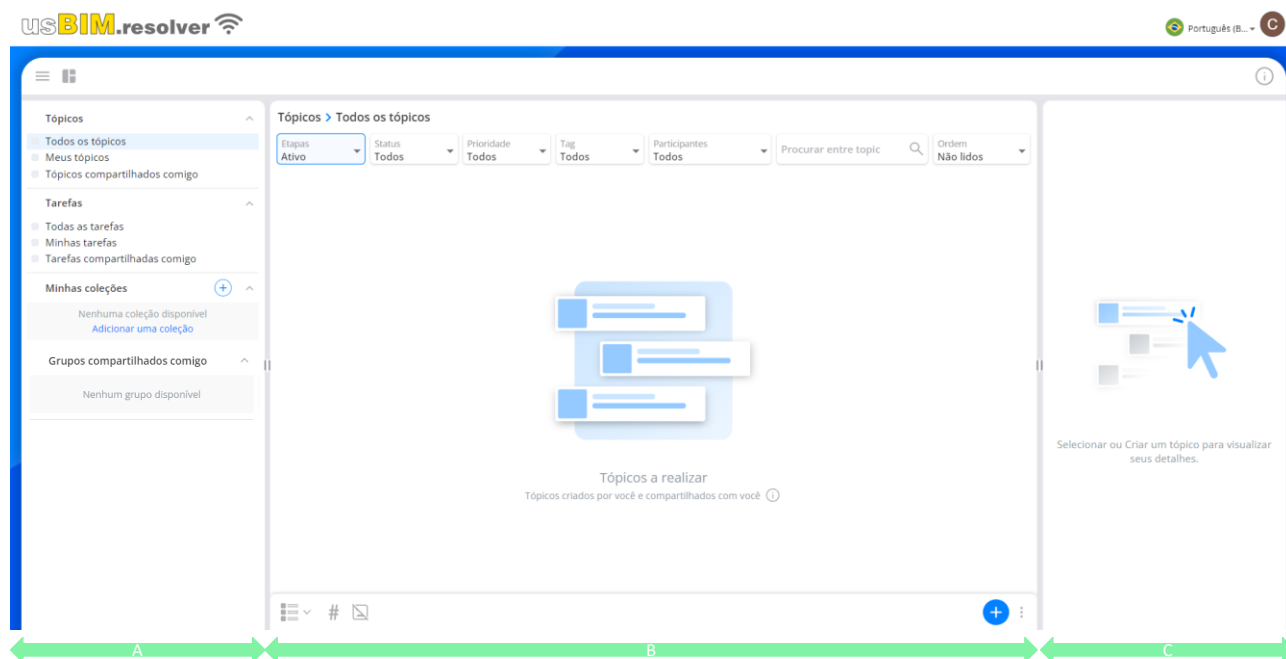 usBIM.resolver
Português (B...
C
Tópicos
Todos os tópicos
Meus tópicos
Tópicos compartilhados comigo
Tarefas
Todas as tarefas
Minhas tarefas
Tarefas compartilhadas comigo
Minhas coleções
Nenhuma coleção disponível
Adicionar uma coleção
Grupos compartilhados comigo
Nenhum grupo disponível
Tópicos > Todos os tópicos
Etapas
Ativo
Status
Todos
Prioridade
Todos
Tag
Todos
Participantes
Todos
Procurar entre topic
Ordem
Não lidos
Tópicos a realizar
Tópicos criados por você e compartilhados com você
#
Selecionar ou Criar um tópico para visualizar
seus detalhes.
A
B
C